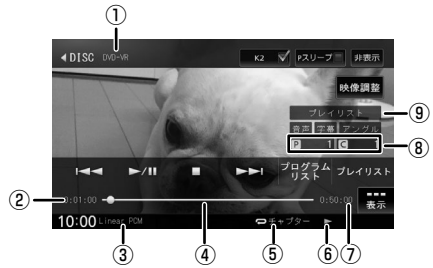 ①
◀DISC DVD-VR K2 Pスリープ 非表示
映像調整
プレイリスト ⑨
音声 字幕 アングル
P 1 C 1 ⑧
プログラムリスト プレイリスト
② 0:01:00 0:50:00 表示
10:00 Linear PCM チャプター
③ ④ ⑤ ⑥ ⑦